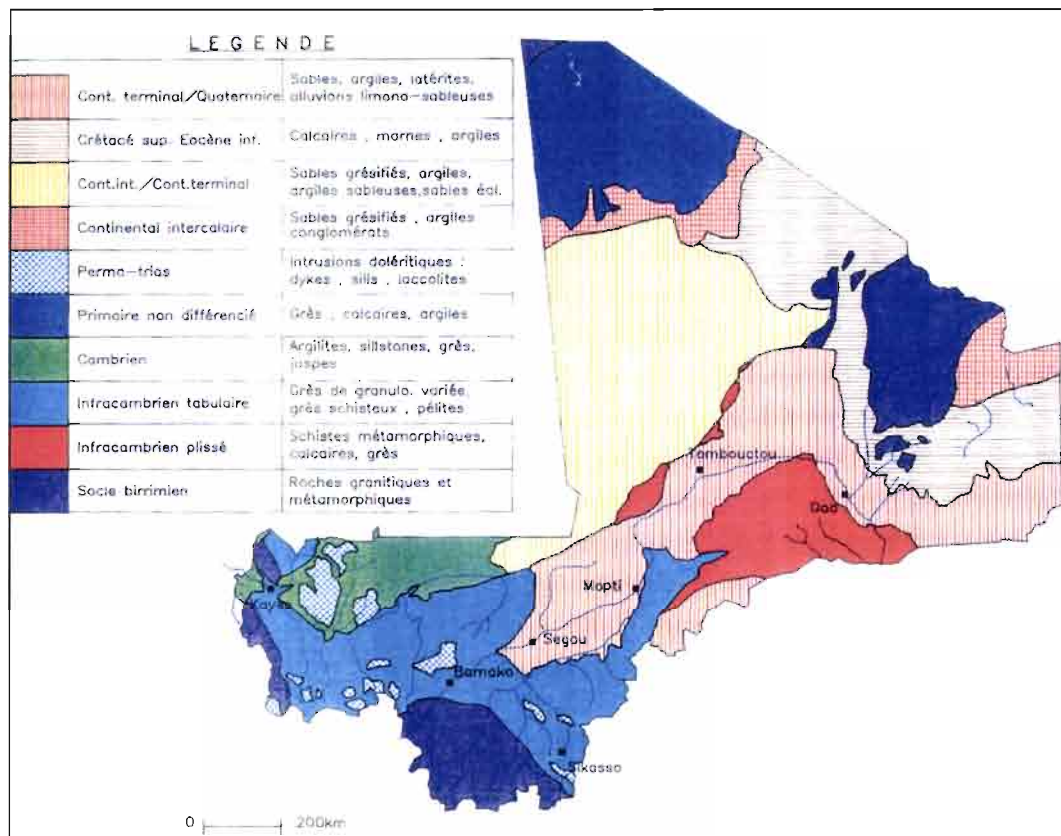 LEGENDE
Cont. terminal/Quaternaire
Sables, argiles, latérites,
alluvions limono-sableuses
Crétacé sup. Eocène inf.
Calcaires , marnes , argiles
Cont.int./Cont.terminal
Sables grésifiés, argiles,
argiles sableuses,sables éol.
Continental intercalaire
Sables grésifiés , argiles
conglomérats
Permo-trias
Intrusions doléritiques :
dykes , sills , laccolites
Primaire non différencié
Grès , calcaires, argiles
Cambrien
Argilites, siltstones, grès,
jaspes
Infracambrien tabulaire
Grès de granulo. variée,
grès schisteux , pélites
Infracambrien plissé
Schistes métamorphiques,
calcaires, grès
Socle birrimien
Roches granitiques et
métamorphiques
Tombouctou
Gao
Mopti
Kayes
Segou
Bamako
Sikasso
0 200km